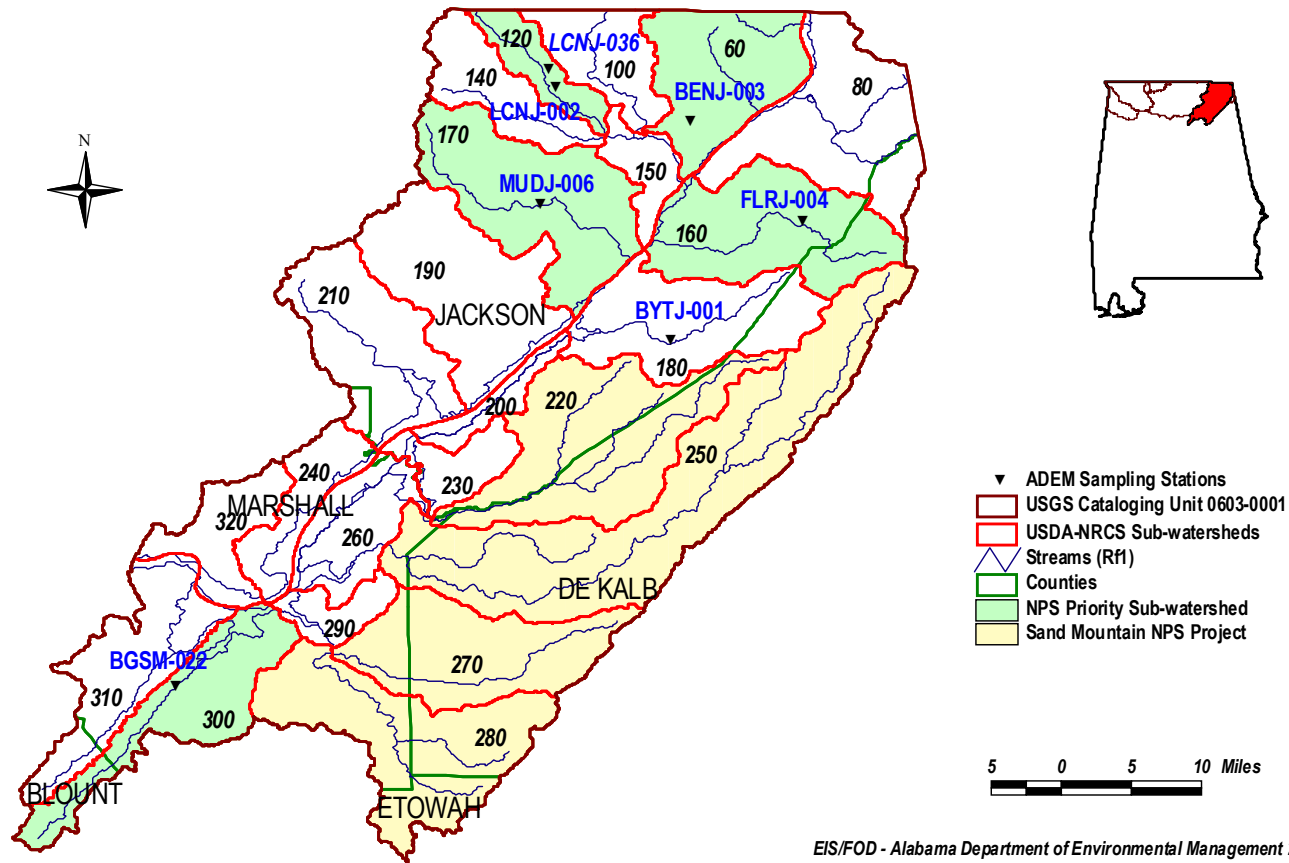 120
LCNJ-036
60
140
100
80
BENJ-003
LCNJ-002
170
150
MUDJ-006
FLRJ-004
160
190
210
JACKSON
BYTJ-001
180
200
220
250
240
230
MARSHALL
320
260
DE KALB
290
BGSM-022
270
310
300
280
BLOUNT
ETOWAH
N
ADEM Sampling Stations
USGS Cataloging Unit 0603-0001
USDA-NRCS Sub-watersheds
Streams (Rf1)
Counties
NPS Priority Sub-watershed
Sand Mountain NPS Project
5 0 5 10 Miles
EIS/FOD - Alabama Department of Environmental Management